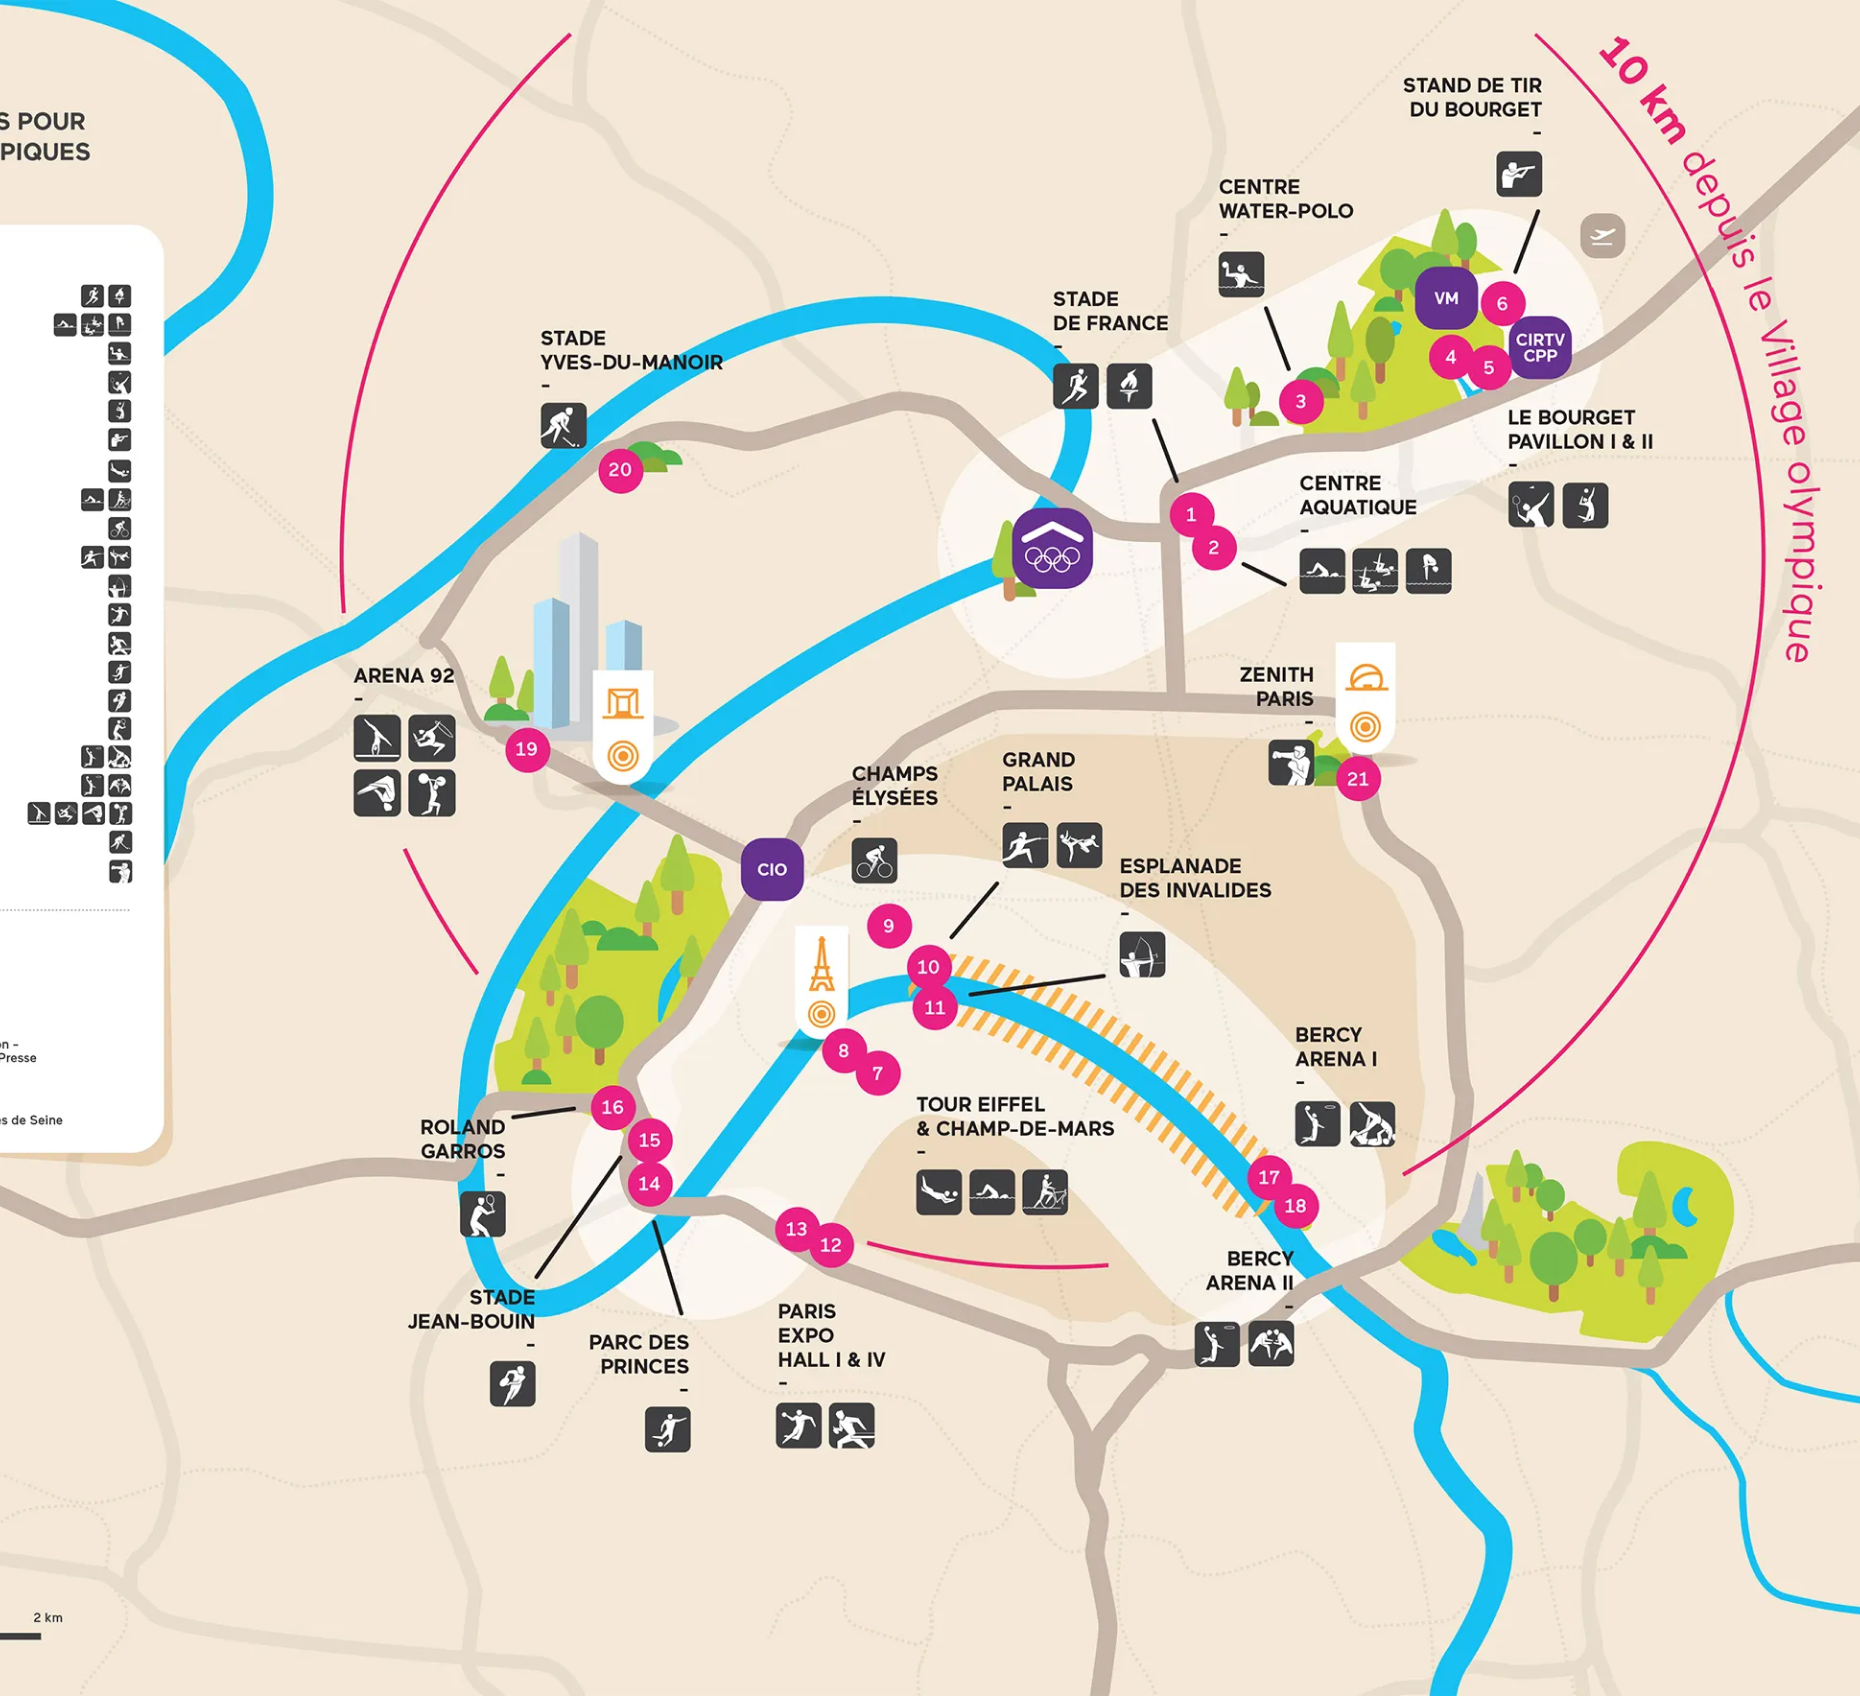 S POUR
PIQUES
n –
Presse
s de Seine
2 km
10 km depuis le Village olympique
STAND DE TIR
DU BOURGET
-
CENTRE
WATER-POLO
-
VM
6
CIRTV
CPP
4
5
3
STADE
DE FRANCE
-
STADE
YVES-DU-MANOIR
-
20
LE BOURGET
PAVILLON I & II
-
CENTRE
AQUATIQUE
-
1
2
ARENA 92
-
19
ZENITH
PARIS
-
21
CHAMPS
ÉLYSÉES
-
GRAND
PALAIS
-
CIO
ESPLANADE
DES INVALIDES
-
9
10
11
8
7
BERCY
ARENA I
-
TOUR EIFFEL
& CHAMP-DE-MARS
-
16
ROLAND
GARROS
-
15
14
17
18
13
12
BERCY
ARENA II
-
STADE
JEAN-BOUIN
-
PARC DES
PRINCES
-
PARIS
EXPO
HALL I & IV
-